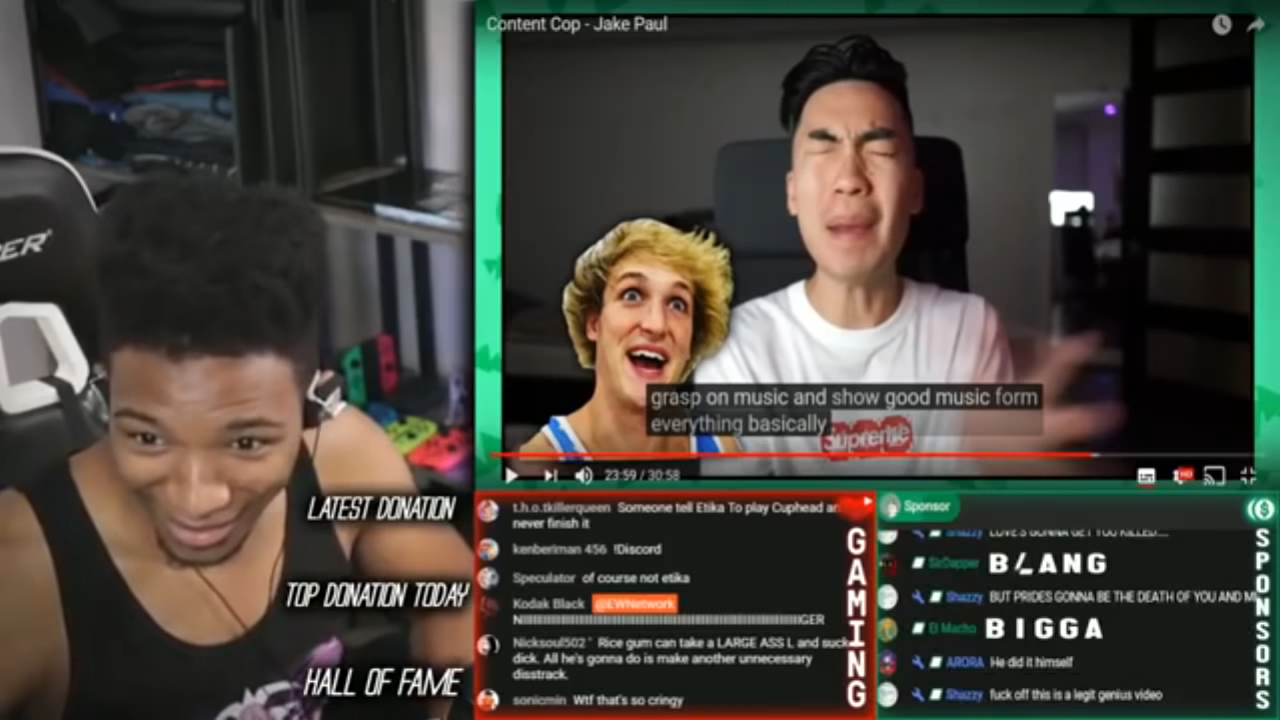 Content Cop - Jake Paul
grasp on music and show good music form
everything basically
Supreme
23:59 / 30:58
LATEST DONATION
TOP DONATION TODAY
HALL OF FAME
t.h.o.tkillerqueen Someone tell Etika To play Cuphead
never finish it
kenberiman 456 !Discord
Speculator of course not etika
Kodak Black @EWNetwork
Nicksoul502 Rice gum can take a LARGE ASS L and suck
dick. All he's gonna do is make another unnecessary
disstrack.
sonicmin Wtf that's so cringy
GAMING
Sponsor
Shazzy LOVE'S GONNA GET YOU KILLED....
SirDapper BLANG
Shazzy BUT PRIDES GONNA BE THE DEATH OF YOU AND
El Macho BIGGA
ARORA He did it himself
Shazzy fuck off this is a legit genius video
SPONSORS